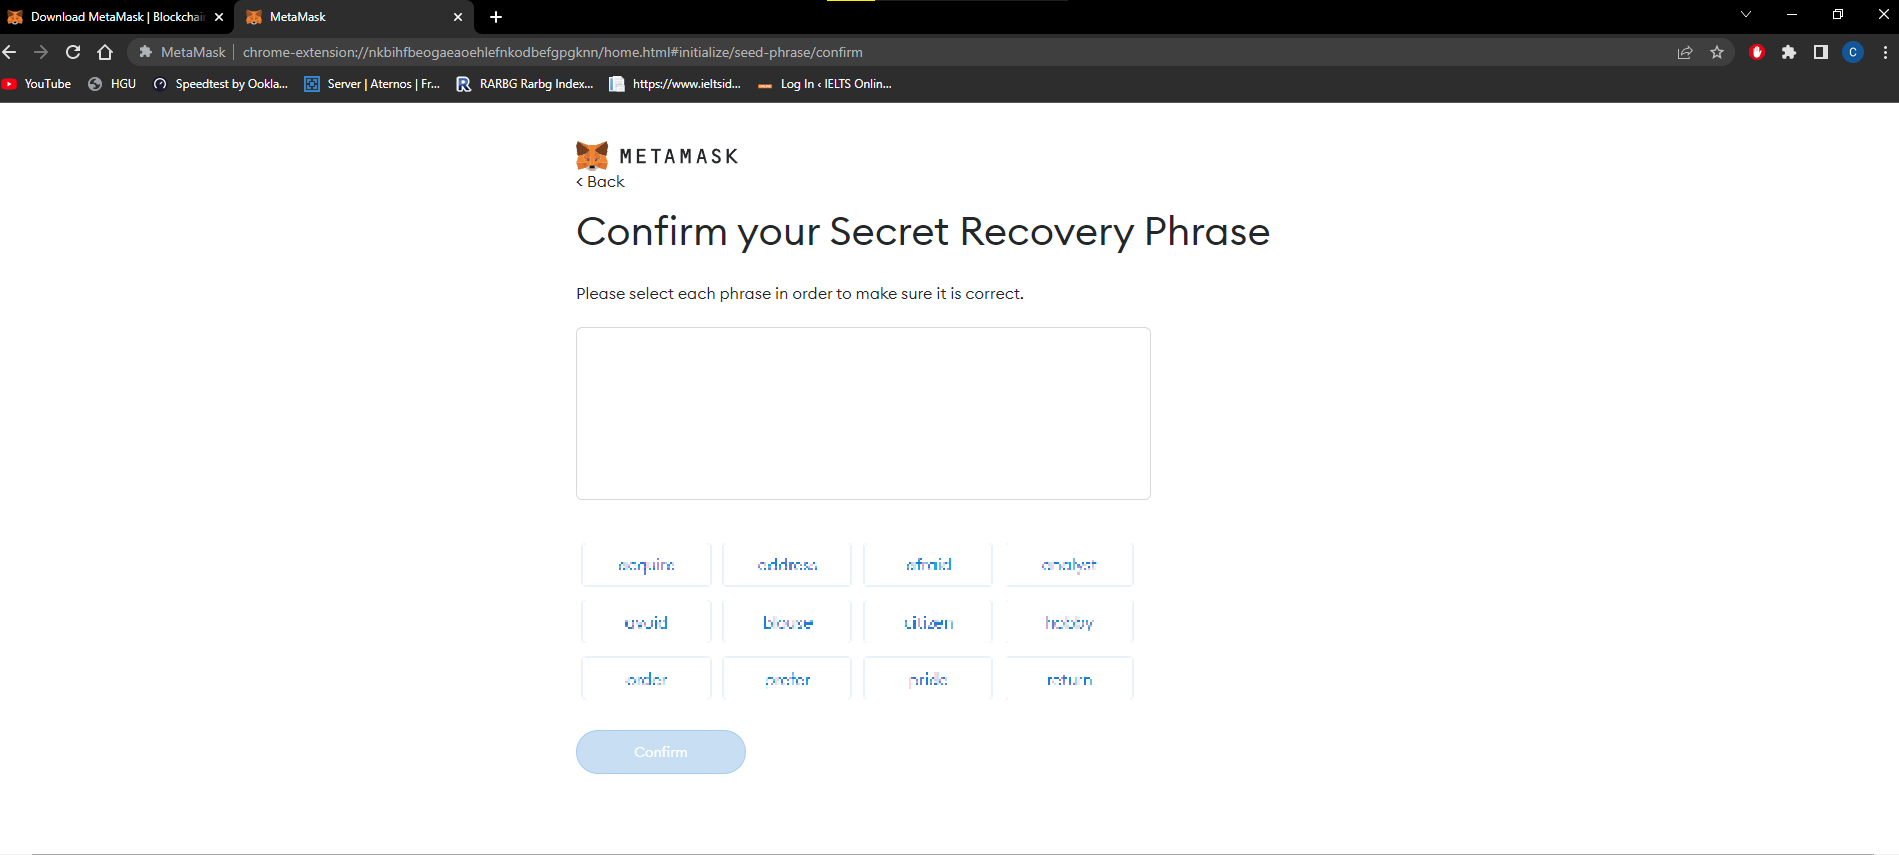 Download MetaMask | Blockchai
MetaMask
MetaMask | chrome-extension://nkbihfbeogaeaoehlefnkodbefgpgknn/home.html#initialize/seed-phrase/confirm
C
YouTube HGU Speedtest by Ookla... Server | Aternos | Fr... RARBG Rarbg Index... https://www.ieltsid... Log In ‹ IELTS Onlin...
METAMASK
< Back
Confirm your Secret Recovery Phrase
Please select each phrase in order to make sure it is correct.
acquire address afraid analyst
avoid blouse citizen hobby
order prefer pride return
Confirm